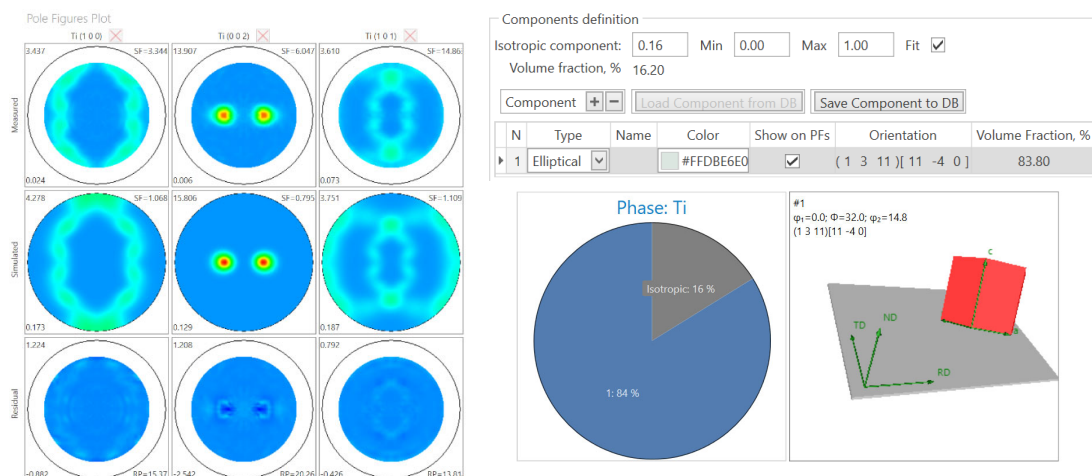 Pole Figures Plot
Ti (1 0 0)
Ti (0 0 2)
Ti (1 0 1)
Measured
3.437
SF=3.344
0.024
13.907
SF=6.047
0.006
3.610
SF=14.86
0.073
Simulated
4.278
SF=1.068
0.173
15.806
SF=0.795
0.129
3.751
SF=1.109
0.187
Residual
1.224
-0.882
RP=15.37
1.208
-2.542
RP=20.26
0.792
-0.426
RP=13.81
Components definition
Isotropic component: 0.16 Min 0.00 Max 1.00 Fit
Volume fraction, % 16.20
Component + − Load Component from DB Save Component to DB
N Type Name Color Show on PFs Orientation Volume Fraction, %
1 Elliptical #FFDBE6E0 ( 1 3 11 )[ 11 -4 0 ] 83.80
Phase: Ti
Isotropic: 16 %
1: 84 %
#1
φ₁=0.0; Φ=32.0; φ₂=14.8
(1 3 11)[11 -4 0]
c
a
TD
ND
RD